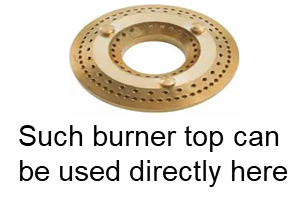 Such burner top can
be used directly here